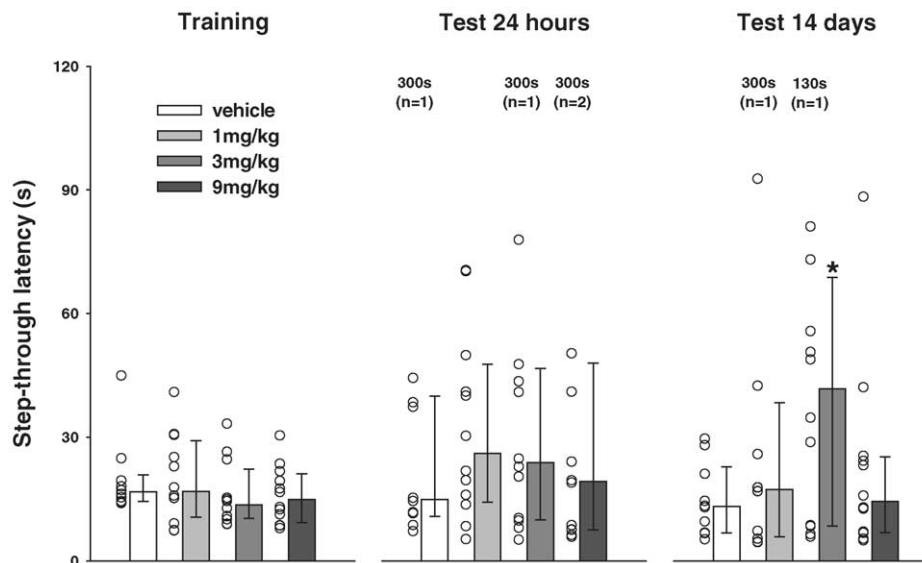 Training
Test 24 hours
Test 14 days
Step-through latency (s)
120
90
60
30
0
vehicle
1mg/kg
3mg/kg
9mg/kg
300s
(n=1)
300s
(n=1)
300s
(n=2)
300s
(n=1)
130s
(n=1)
*